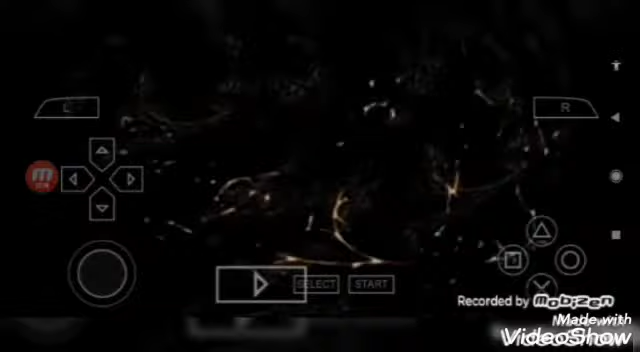 L
R
SELECT
START
Recorded by mobizen
Made with
VideoShow